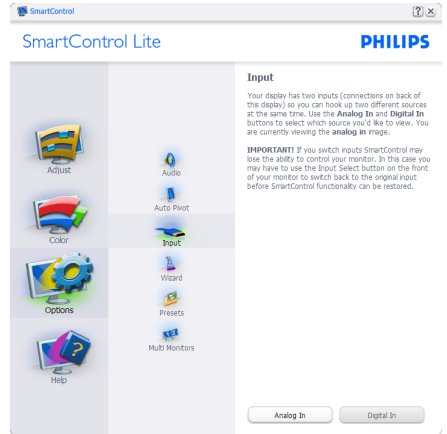 SmartControl
SmartControl Lite
PHILIPS
Adjust
Color
Options
Help
Audio
Auto Pivot
Input
Wizard
Presets
Multi Monitors
Input
Your display has two inputs (connections on back of
this display) so you can hook up two different sources
at the same time. Use the Analog In and Digital In
buttons to select which source you'd like to view. You
are currently viewing the analog in image.
IMPORTANT! If you switch inputs SmartControl may
lose the ability to control your monitor. In this case you
may have to use the Input Select button on the front
of your monitor to switch back to the original input
before SmartControl functionality can be restored.
Analog In
Digital In